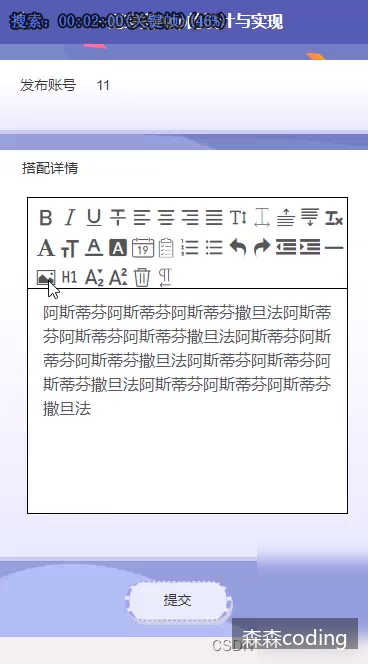 搜索: 00:02:00(关键帧)(46%)
计与实现
发布账号 11
搭配详情
阿斯蒂芬阿斯蒂芬阿斯蒂芬撒旦法阿斯蒂
芬阿斯蒂芬阿斯蒂芬撒旦法阿斯蒂芬阿斯
蒂芬阿斯蒂芬撒旦法阿斯蒂芬阿斯蒂芬阿
斯蒂芬撒旦法阿斯蒂芬阿斯蒂芬阿斯蒂芬
撒旦法
提交
森森coding